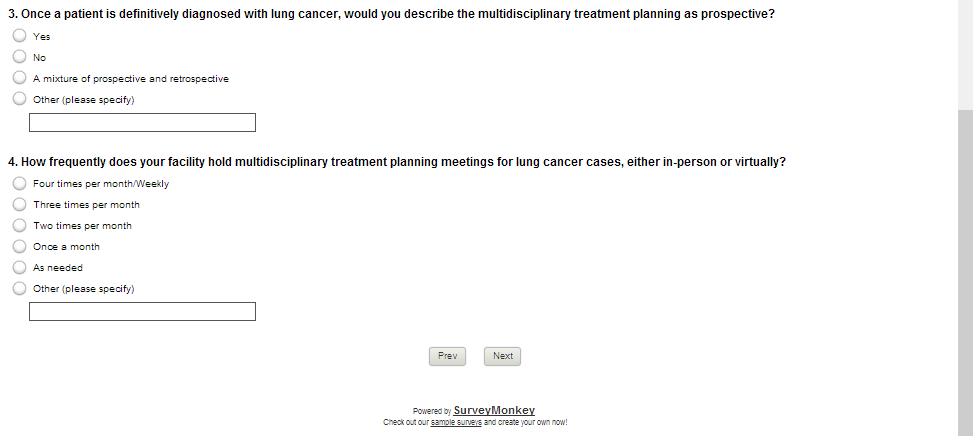 3. Once a patient is definitively diagnosed with lung cancer, would you describe the multidisciplinary treatment planning as prospective?
Yes
No
A mixture of prospective and retrospective
Other (please specify)
4. How frequently does your facility hold multidisciplinary treatment planning meetings for lung cancer cases, either in-person or virtually?
Four times per month/Weekly
Three times per month
Two times per month
Once a month
As needed
Other (please specify)
Prev Next
Powered by SurveyMonkey
Check out our sample surveys and create your own now!